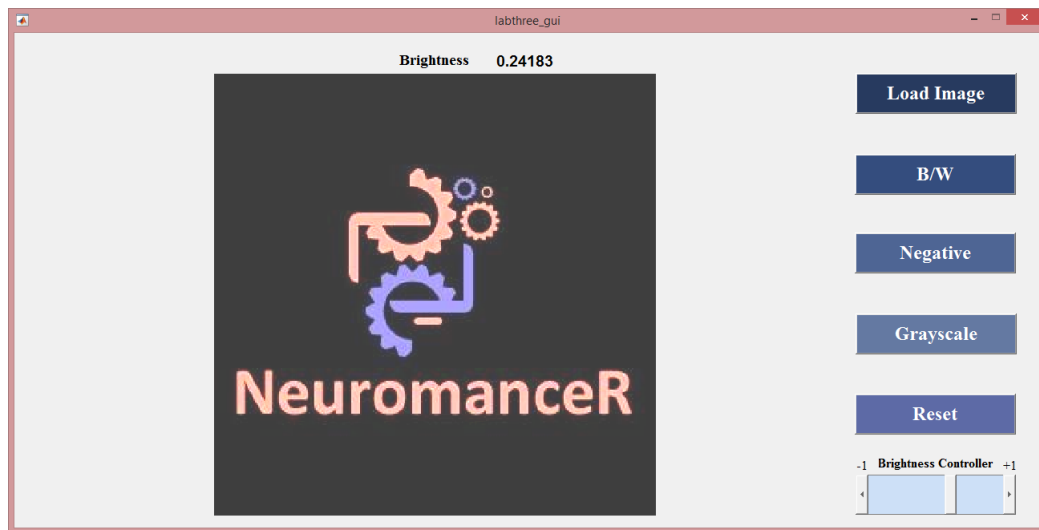 labthree_gui
Brightness 0.24183
Load Image
B/W
Negative
Grayscale
Reset
NeuromanceR
-1 Brightness Controller +1